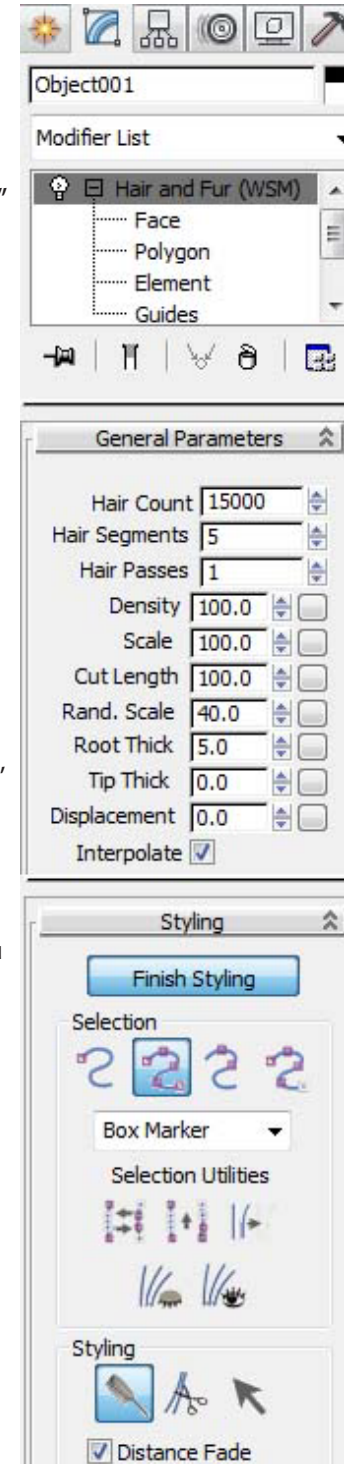 Object001
Modifier List
Hair and Fur (WSM)
Face
Polygon
Element
Guides
General Parameters
Hair Count 15000
Hair Segments 5
Hair Passes 1
Density 100.0
Scale 100.0
Cut Length 100.0
Rand. Scale 40.0
Root Thick 5.0
Tip Thick 0.0
Displacement 0.0
Interpolate
Styling
Finish Styling
Selection
Box Marker
Selection Utilities
Styling
Distance Fade